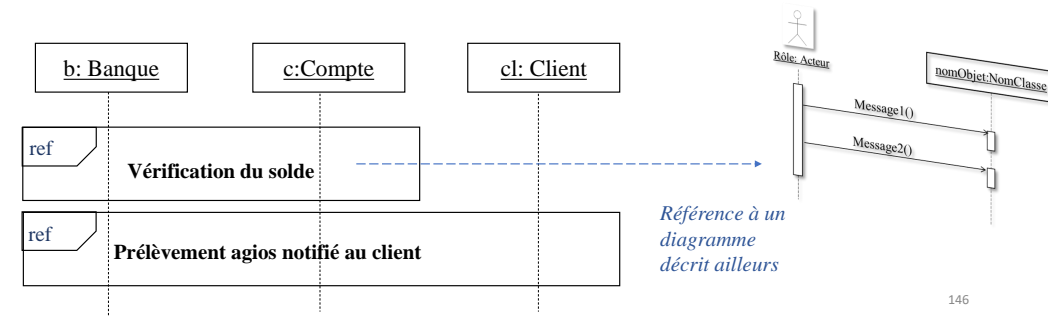 b: Banque
c:Compte
cl: Client
ref
Vérification du solde
ref
Prélèvement agios notifié au client
Référence à un
diagramme
décrit ailleurs
Rôle: Acteur
nomObjet:NomClasse
Message1()
Message2()
146